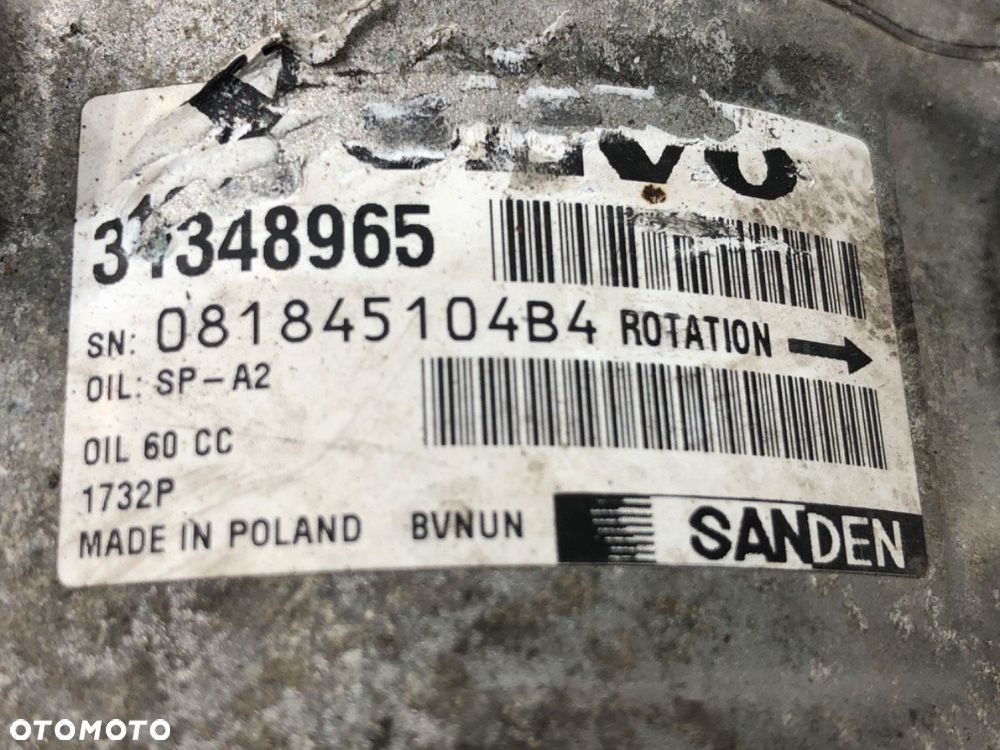 31348965
SN: 081845104B4 ROTATION
OIL: SP-A2
OIL 60 CC
1732P
MADE IN POLAND BVNUN
SANDEN
OTOMOTO